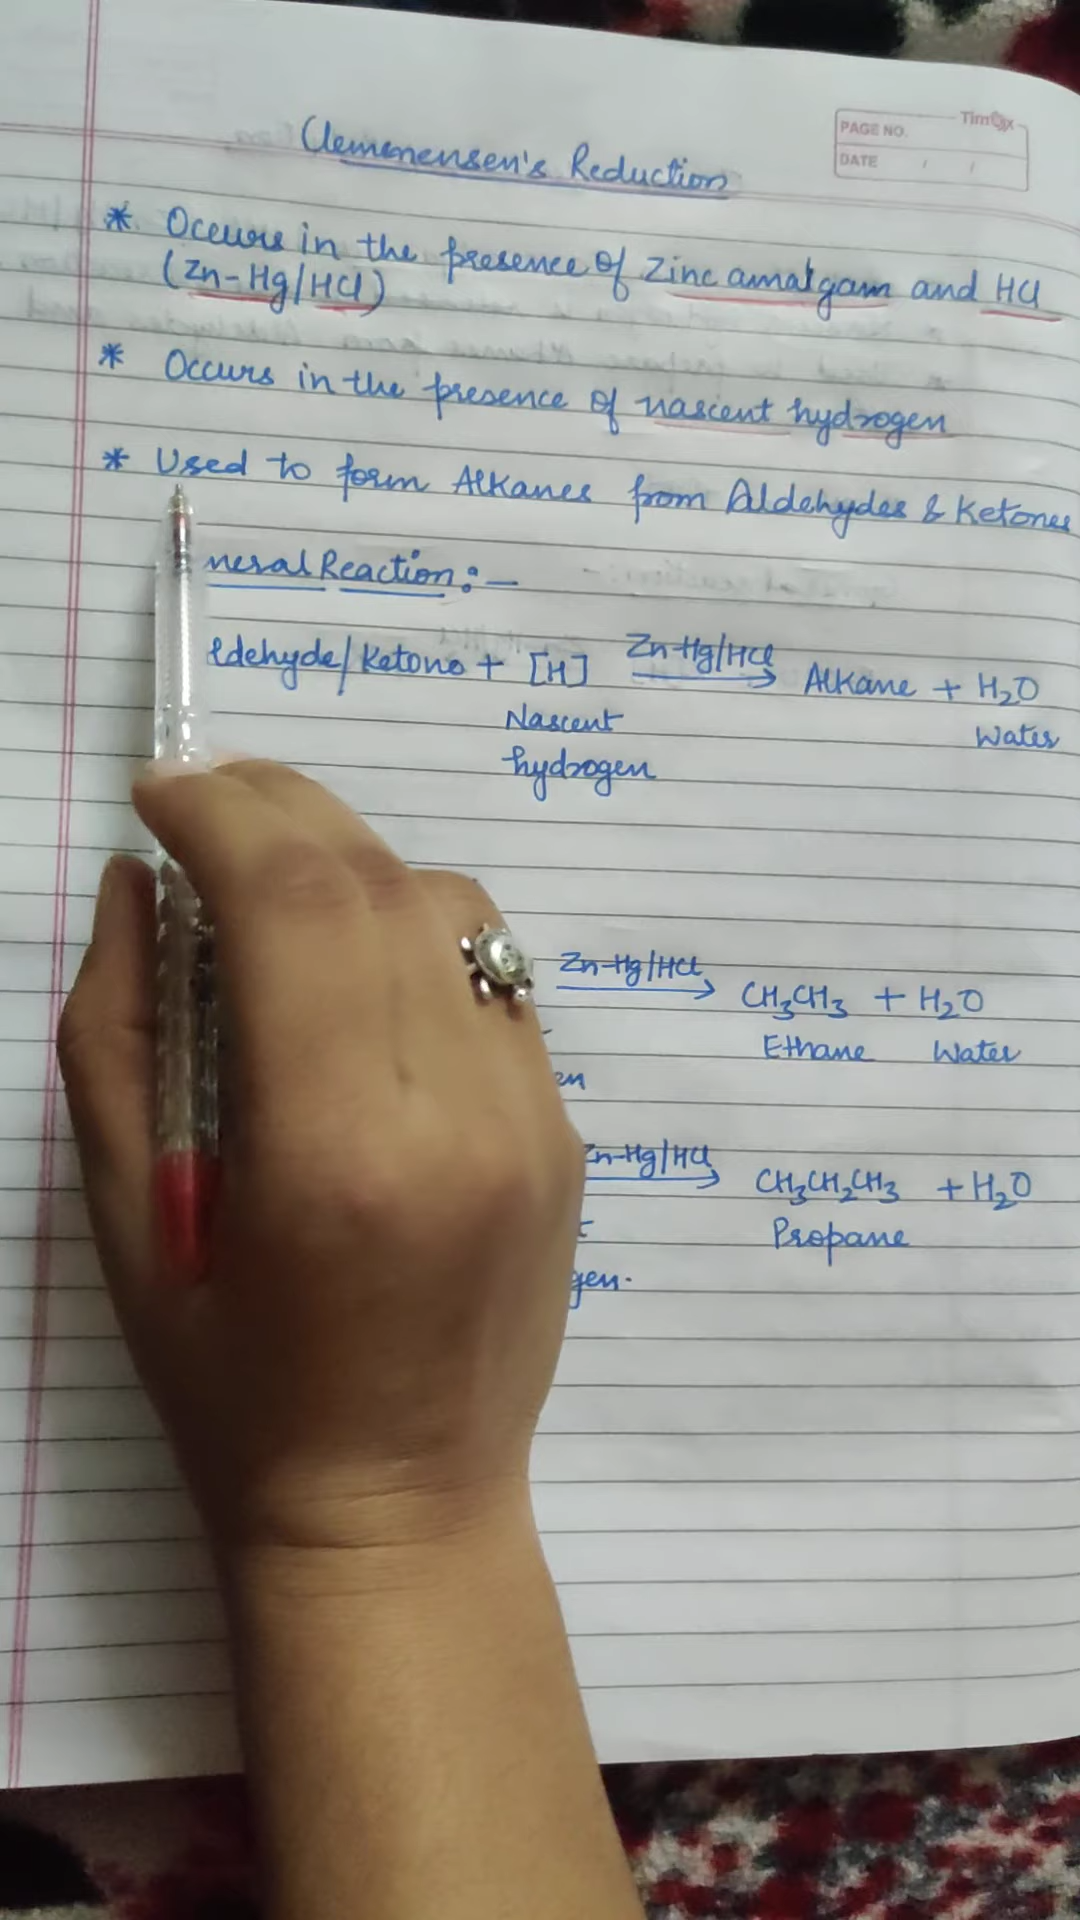 Clemmensen's Reduction
TimEx
PAGE NO.
DATE / /
* Occurs in the presence of Zinc amalgam and HCl
(Zn-Hg/HCl)
* Occurs in the presence of nascent hydrogen
* Used to form Alkanes from Aldehydes & Ketones
neral Reaction:-
ldehyde/Ketone + [H] Zn-Hg/HCl → Alkane + H₂O
Nascent Water
hydrogen
Zn-Hg/HCl → CH₃CH₃ + H₂O
Ethane Water
en
Zn-Hg/HCl → CH₃CH₂CH₃ + H₂O
t Propane
gen.